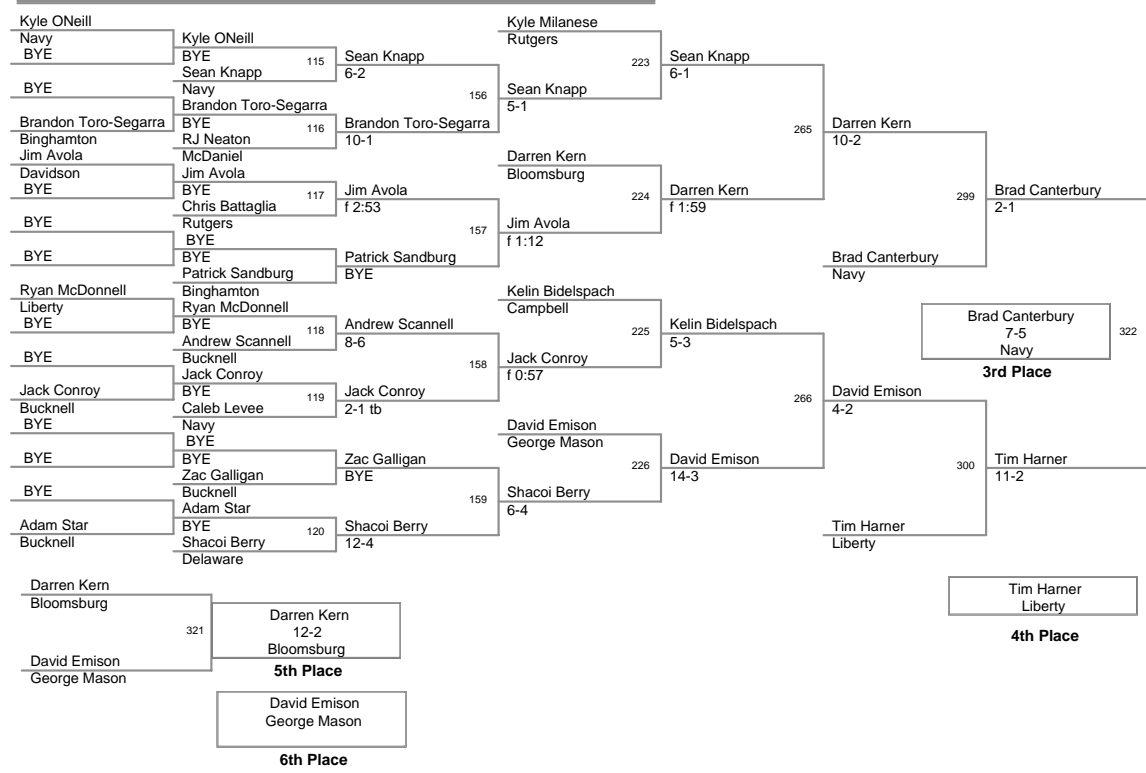 Kyle ONeill
Navy
BYE
BYE
Brandon Toro-Segarra
Binghamton
Jim Avola
Davidson
BYE
BYE
BYE
Ryan McDonnell
Liberty
BYE
BYE
Jack Conroy
Bucknell
BYE
BYE
BYE
Adam Star
Bucknell
Kyle ONeill
BYE
115
Sean Knapp
Navy
Brandon Toro-Segarra
BYE
116
RJ Neaton
McDaniel
Jim Avola
BYE
117
Chris Battaglia
Rutgers
BYE
BYE
Patrick Sandburg
Binghamton
Ryan McDonnell
BYE
118
Andrew Scannell
Bucknell
Jack Conroy
BYE
119
Caleb Levee
Navy
BYE
BYE
Zac Galligan
Bucknell
Adam Star
BYE
120
Shacoi Berry
Delaware
Sean Knapp
6-2
156
Brandon Toro-Segarra
10-1
Jim Avola
f 2:53
157
Patrick Sandburg
BYE
Andrew Scannell
8-6
158
Jack Conroy
2-1 tb
Zac Galligan
BYE
159
Shacoi Berry
12-4
Kyle Milanese
Rutgers
223
Sean Knapp
5-1
Darren Kern
Bloomsburg
224
Jim Avola
f 1:12
Kelin Bidelspach
Campbell
225
Jack Conroy
f 0:57
David Emison
George Mason
226
Shacoi Berry
6-4
Sean Knapp
6-1
265
Darren Kern
f 1:59
Kelin Bidelspach
5-3
266
David Emison
14-3
Darren Kern
10-2
299
Brad Canterbury
Navy
David Emison
4-2
300
Tim Harner
Liberty
Brad Canterbury
2-1
Tim Harner
11-2
Brad Canterbury
7-5
Navy
322
3rd Place
Tim Harner
Liberty
4th Place
Darren Kern
Bloomsburg
321
David Emison
George Mason
Darren Kern
12-2
Bloomsburg
5th Place
David Emison
George Mason
6th Place